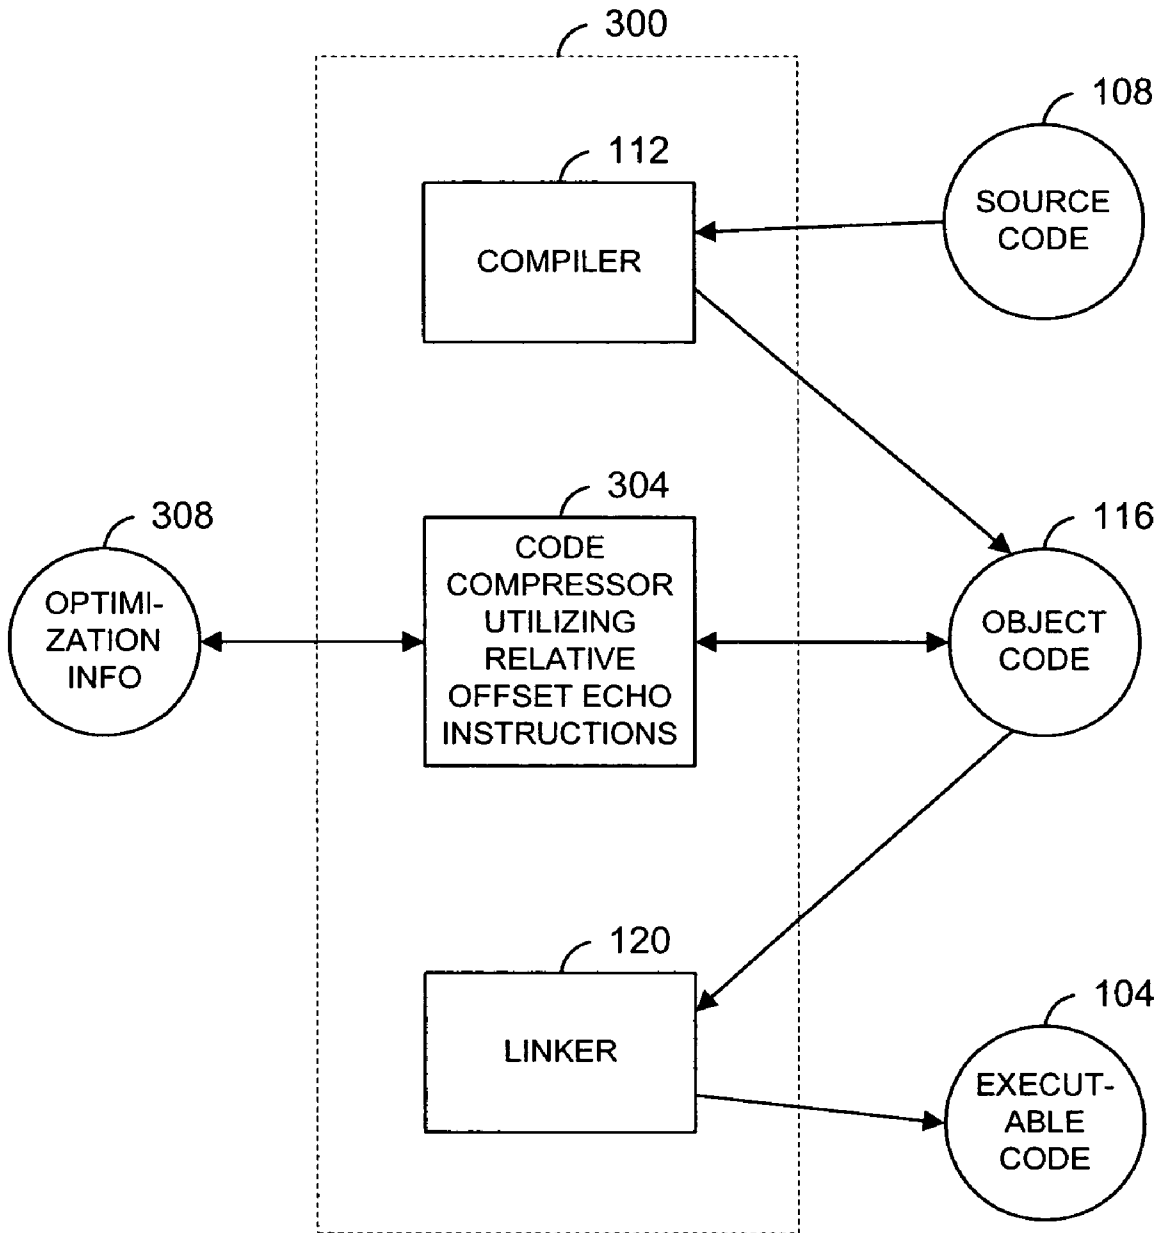 300
108
112
SOURCE
CODE
COMPILER
308
304
116
CODE
COMPRESSOR
UTILIZING
RELATIVE
OFFSET ECHO
INSTRUCTIONS
OPTIMI-
ZATION
INFO
OBJECT
CODE
120
104
LINKER
EXECUT-
ABLE
CODE